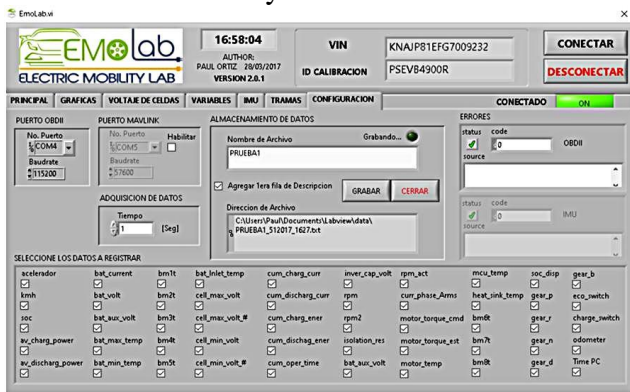 EmoLab.vi
EMOlab.
ELECTRIC MOBILITY LAB
16:58:04
AUTHOR:
PAUL ORTIZ 28/03/2017
VERSION 2.0.1
VIN KNAJP81EFG7009232
ID CALIBRACION PSEVB4900R
CONECTAR
DESCONECTAR
PRINCIPAL GRAFICAS VOLTAJE DE CELDAS VARIABLES IMU TRAMAS CONFIGURACION CONECTADO ON
PUERTO OBDII
No. Puerto
COM4
Baudrate
115200
PUERTO MAVLINK
No. Puerto Habilitar
COM5
Baudrate
57600
ADQUISICION DE DATOS
Tiempo
1 [Seg]
ALMACENAMIENTO DE DATOS
Nombre de Archivo Grabando...
PRUEBA1
Agregar 1era fila de Descripcion GRABAR CERRAR
Direccion de Archivo
C:\Users\Paul\Documents\Labview\data\
PRUEBA1_512017_1627.txt
ERRORES
status code
0 OBDII
source
status code
0 IMU
source
SELECCIONE LOS DATOS A REGISTRAR
acelerador bat_current bm1t bat_Inlet_temp cum_charg_curr inver_cap_volt rpm_act mcu_temp soc_disp gear_b
kmh bat_volt bm2t cell_max_volt cum_discharg_curr rpm curr_phase_Arms heat_sink_temp gear_p eco_switch
soc bat_aux_volt bm3t cell_max_volt_# cum_charg_ener rpm2 motor_torque_cmd bm6t gear_r charge_switch
av_charg_power bat_max_temp bm4t cell_min_volt cum_dischag_ener isolation_res motor_torque_est bm7t gear_n odometer
av_discharg_power bat_min_temp bm5t cell_min_volt_# cum_oper_time bat_aux_volt motor_temp bm8t gear_d Time PC